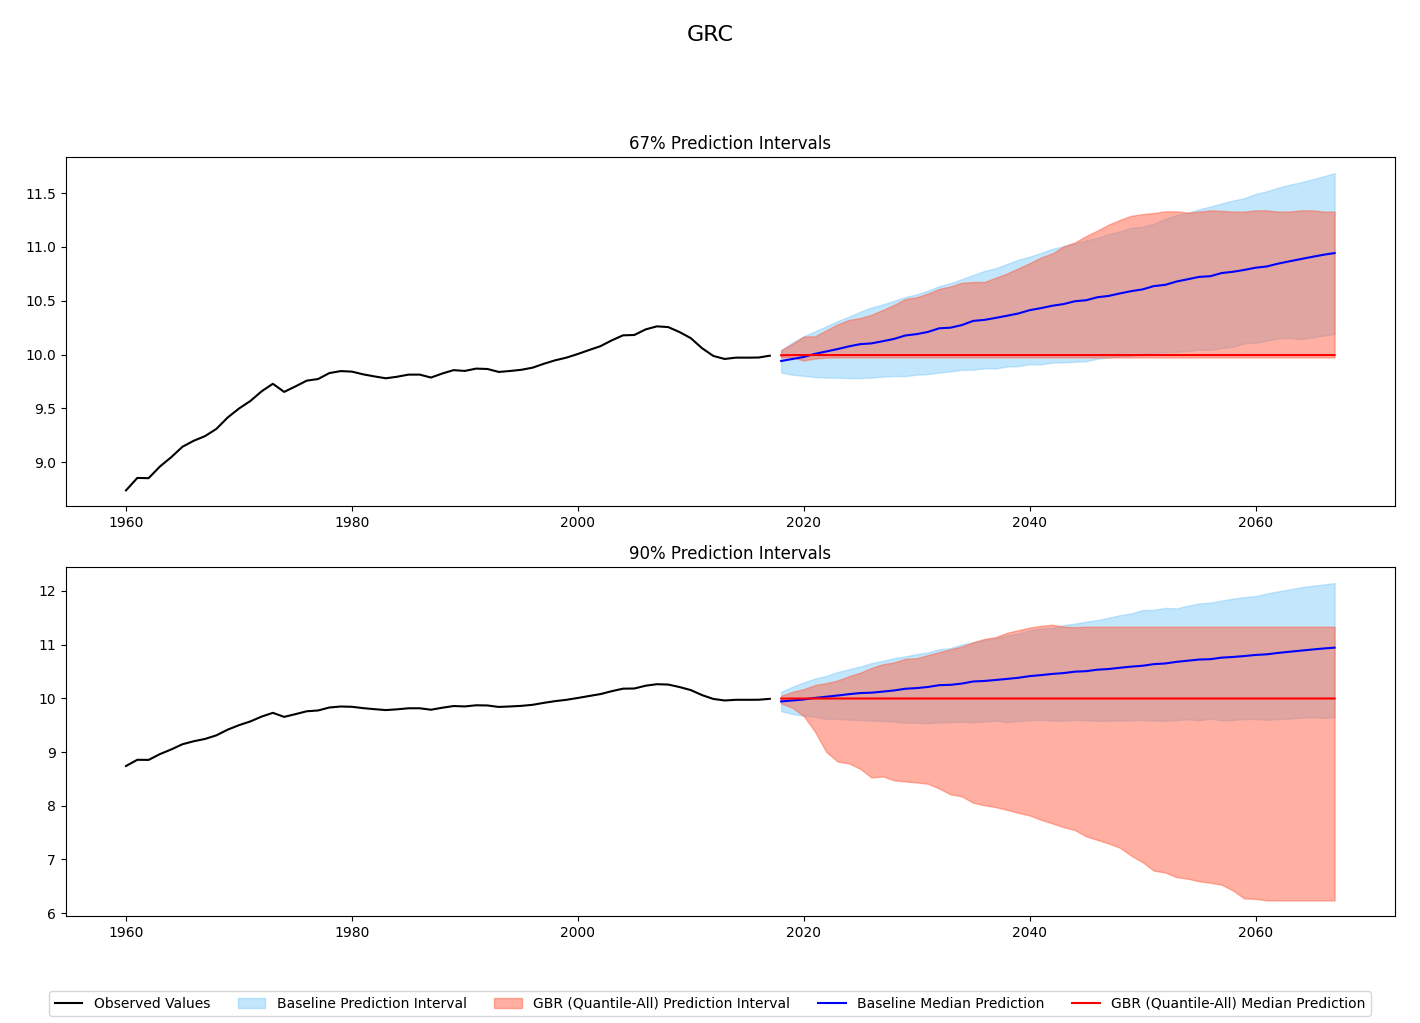 GRC
67% Prediction Intervals
11.5
11.0
10.5
10.0
9.5
9.0
1960 1980 2000 2020 2040 2060
90% Prediction Intervals
12
11
10
9
8
7
6
1960 1980 2000 2020 2040 2060
Observed Values Baseline Prediction Interval GBR (Quantile-All) Prediction Interval Baseline Median Prediction GBR (Quantile-All) Median Prediction